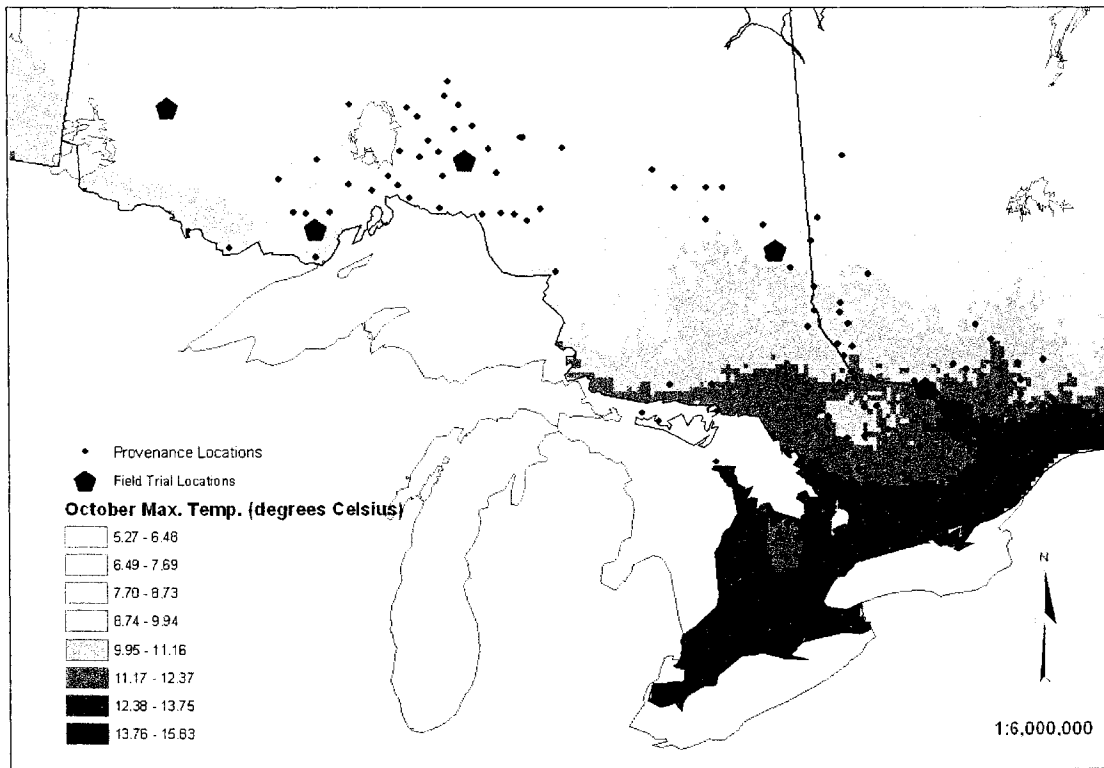 Provenance Locations
Field Trial Locations
October Max. Temp. (degrees Celsius)
5.27 - 6.48
6.49 - 7.69
7.70 - 8.73
8.74 - 9.94
9.95 - 11.16
11.17 - 12.37
12.38 - 13.75
13.76 - 15.63
N
1:6,000,000